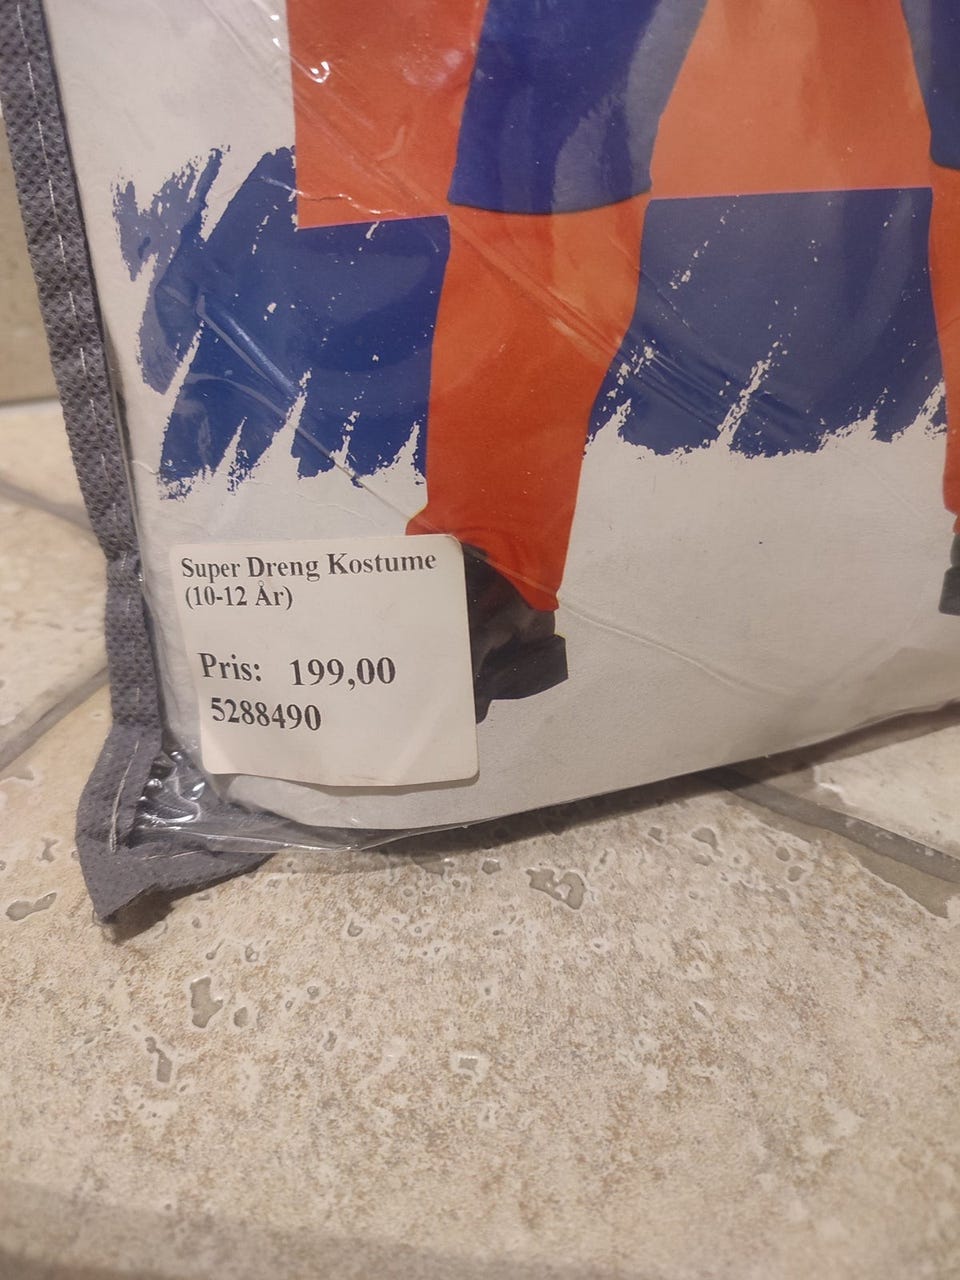 Super Dreng Kostume
(10-12 År)
Pris: 199,00
5288490